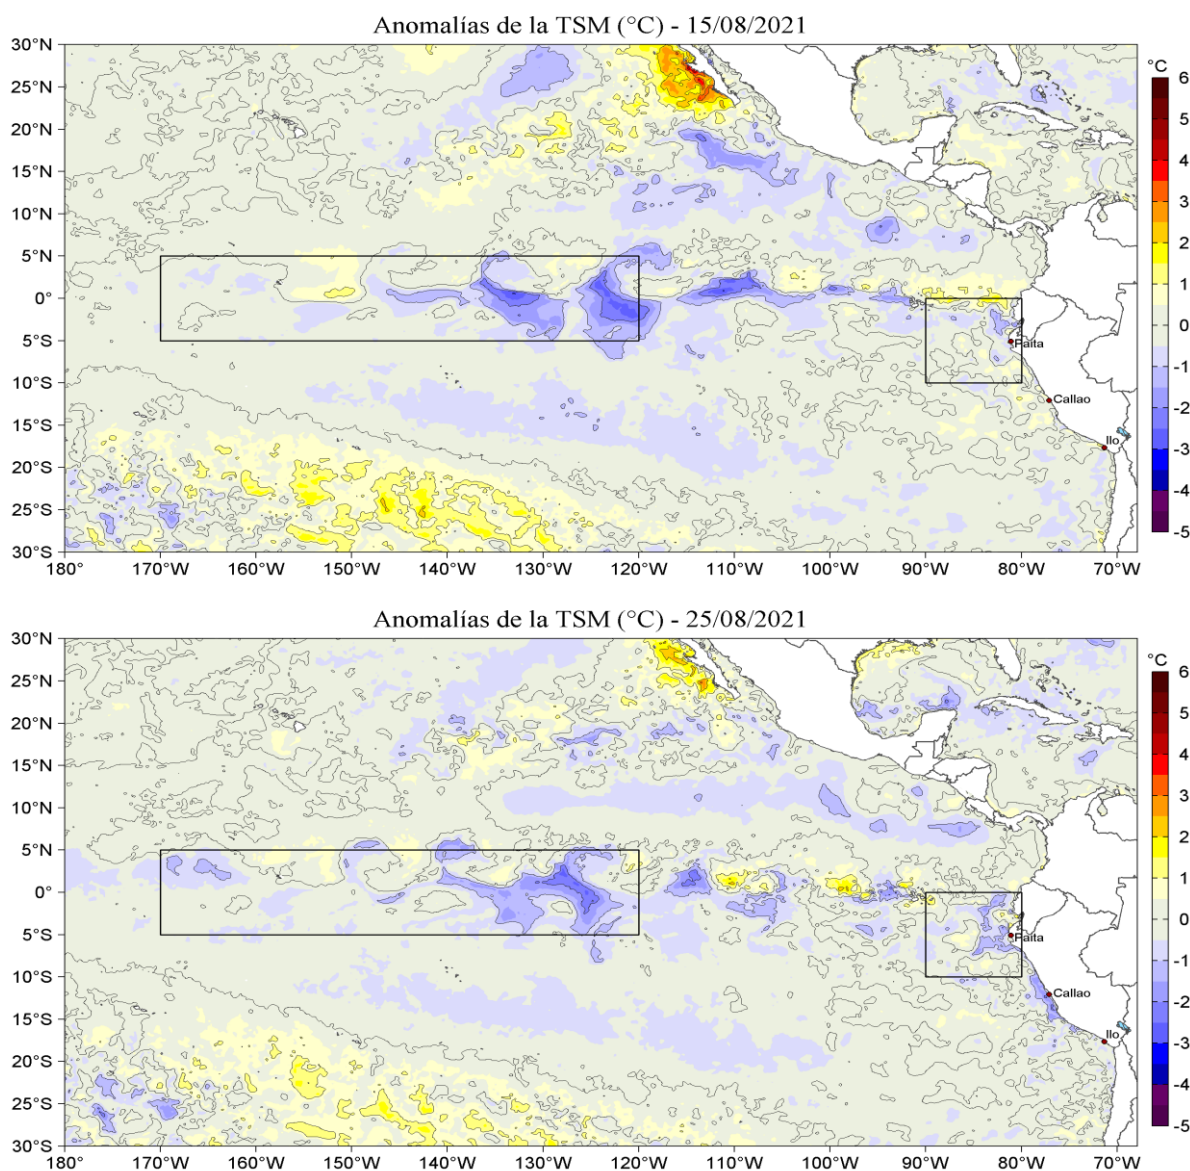 Anomalías de la TSM (°C) - 15/08/2021
30°N
25°N
20°N
15°N
10°N
5°N
0°
5°S
10°S
15°S
20°S
25°S
30°S
180
170°W
160°W
150°W
140°W
130°W
120°W
110°W
100°W
90°W
80°W
70°W
Paita
Callao
Ilo
°C
6
5
4
3
2
1
0
-1
-2
-3
-4
-5
Anomalías de la TSM (°C) - 25/08/2021
30°N
25°N
20°N
15°N
10°N
5°N
0°
5°S
10°S
15°S
20°S
25°S
30°S
180
170°W
160°W
150°W
140°W
130°W
120°W
110°W
100°W
90°W
80°W
70°W
Paita
Callao
Ilo
°C
6
5
4
3
2
1
0
-1
-2
-3
-4
-5